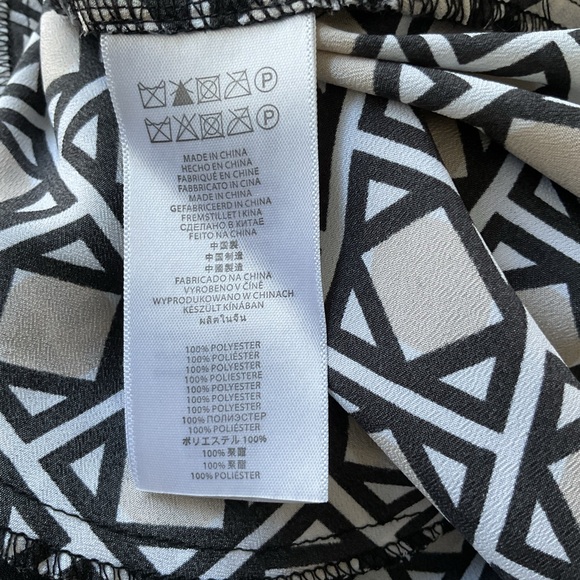 P
P
MADE IN CHINA
HECHO EN CHINA
FABRIQUÉ EN CHINE
FABBRICATO IN CINA
MADE IN CHINA
GEFABRICEERD IN CHINA
FREMSTILLET I KINA
СДЕЛАНО В КИТАЕ
FEITO NA CHINA
中国製
中国制造
中國製造
FABRICADO NA CHINA
VYROBENO V ČÍNĚ
WYPRODUKOWANO W CHINACH
KÉSZÜLT KÍNÁBAN
ผลิตในจีน
100% POLYESTER
100% POLIÉSTER
100% POLYESTER
100% POLIESTERE
100% POLYESTER
100% POLYESTER
100% POLYESTER
100% ПОЛИЭСТЕР
100% POLIÉSTER
ポリエステル 100%
100% 聚酯
100% 聚酯
100% POLIÉSTER